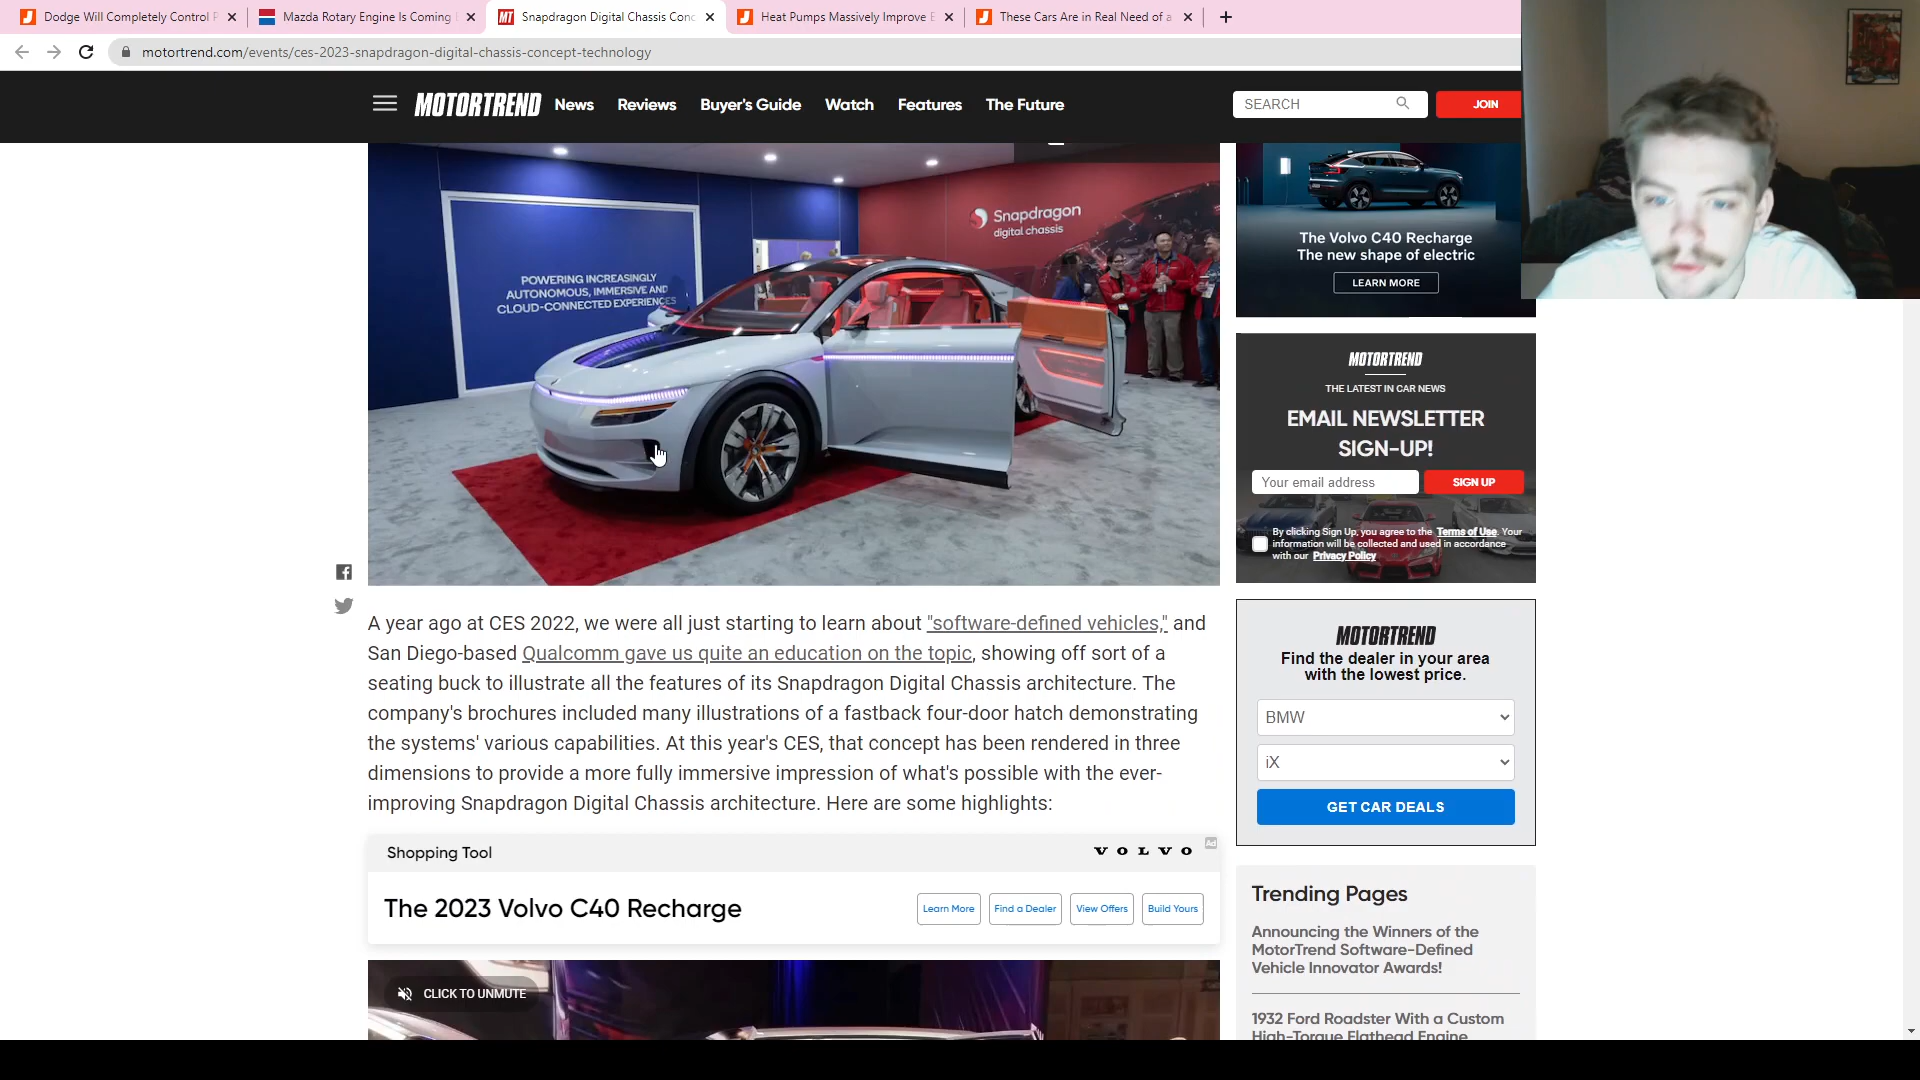 Dodge Will Completely Control P
Mazda Rotary Engine Is Coming
MT
Snapdragon Digital Chassis Conc
Heat Pumps Massively Improve E
These Cars Are in Real Need of a
motortrend.com/events/ces-2023-snapdragon-digital-chassis-concept-technology
MOTORTREND
News
Reviews
Buyer's Guide
Watch
Features
The Future
SEARCH
JOIN
Snapdragon
digital chassis
POWERING INCREASINGLY
AUTONOMOUS, IMMERSIVE AND
CLOUD-CONNECTED EXPERIENCES
A year ago at CES 2022, we were all just starting to learn about "software-defined vehicles," and
San Diego-based Qualcomm gave us quite an education on the topic, showing off sort of a
seating buck to illustrate all the features of its Snapdragon Digital Chassis architecture. The
company's brochures included many illustrations of a fastback four-door hatch demonstrating
the systems' various capabilities. At this year's CES, that concept has been rendered in three
dimensions to provide a more fully immersive impression of what's possible with the ever-
improving Snapdragon Digital Chassis architecture. Here are some highlights:
Shopping Tool
VOLVO
Ad
The 2023 Volvo C40 Recharge
Learn More
Find a Dealer
View Offers
Build Yours
CLICK TO UNMUTE
The Volvo C40 Recharge
The new shape of electric
LEARN MORE
MOTORTREND
THE LATEST IN CAR NEWS
EMAIL NEWSLETTER
SIGN-UP!
Your email address
SIGN UP
By clicking Sign Up, you agree to the Terms of Use. Your
information will be collected and used in accordance
with our Privacy Policy
MOTORTREND
Find the dealer in your area
with the lowest price.
BMW
iX
GET CAR DEALS
Trending Pages
Announcing the Winners of the
MotorTrend Software-Defined
Vehicle Innovator Awards!
1932 Ford Roadster With a Custom
High-Torque Flathead Engine